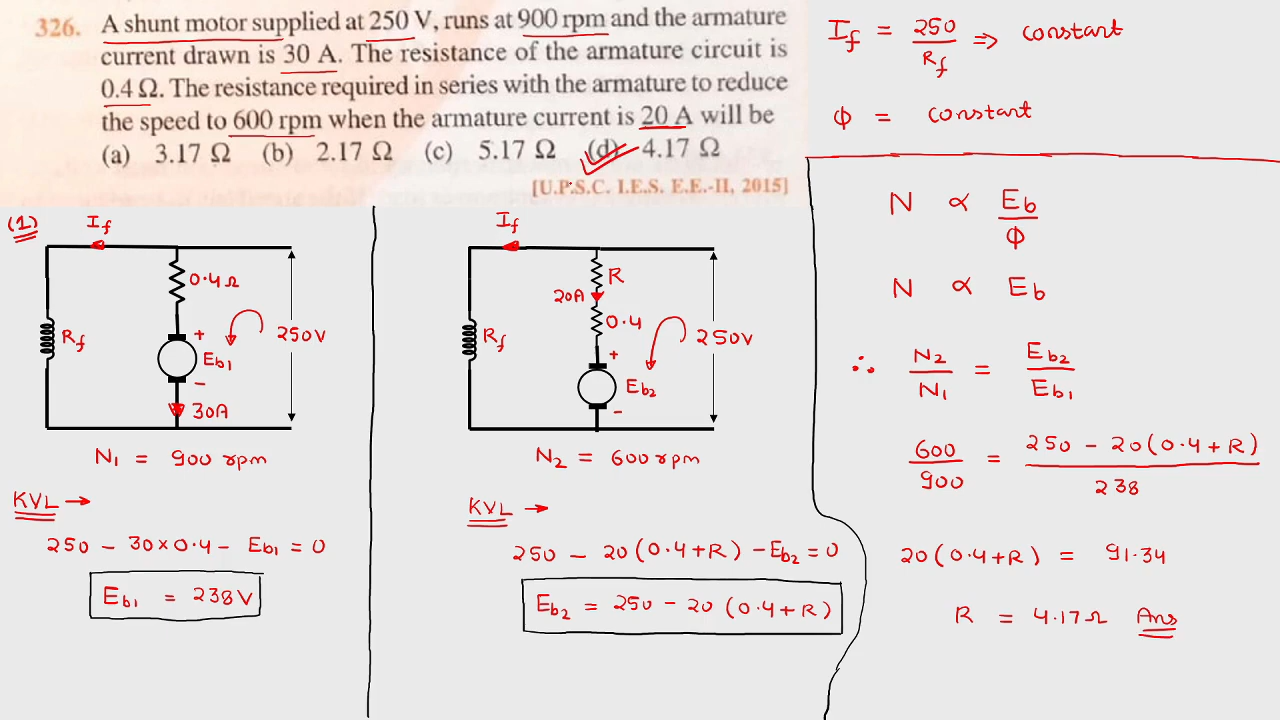 326. A shunt motor supplied at 250 V, runs at 900 rpm and the armature
current drawn is 30 A. The resistance of the armature circuit is
0.4 Ω. The resistance required in series with the armature to reduce
the speed to 600 rpm when the armature current is 20 A will be
(a) 3.17 Ω (b) 2.17 Ω (c) 5.17 Ω (d) 4.17 Ω
[U.P.S.C. I.E.S. E.E.-II, 2015]
(1)
If
0.4Ω
Rf
+
Eb1
-
250V
30A
N1 = 900 rpm
KVL →
250 - 30×0.4 - Eb1 = 0
Eb1 = 238V
If
R
20A
0.4
Rf
+
Eb2
-
250V
N2 = 600 rpm
KVL →
250 - 20(0.4+R) - Eb2 = 0
Eb2 = 250 - 20 (0.4+R)
If = 250/Rf ⇒ constant
Φ = constant
N ∝ Eb/Φ
N ∝ Eb
∴ N2/N1 = Eb2/Eb1
600/900 = 250 - 20(0.4+R)/238
20(0.4+R) = 91.34
R = 4.17Ω Ans